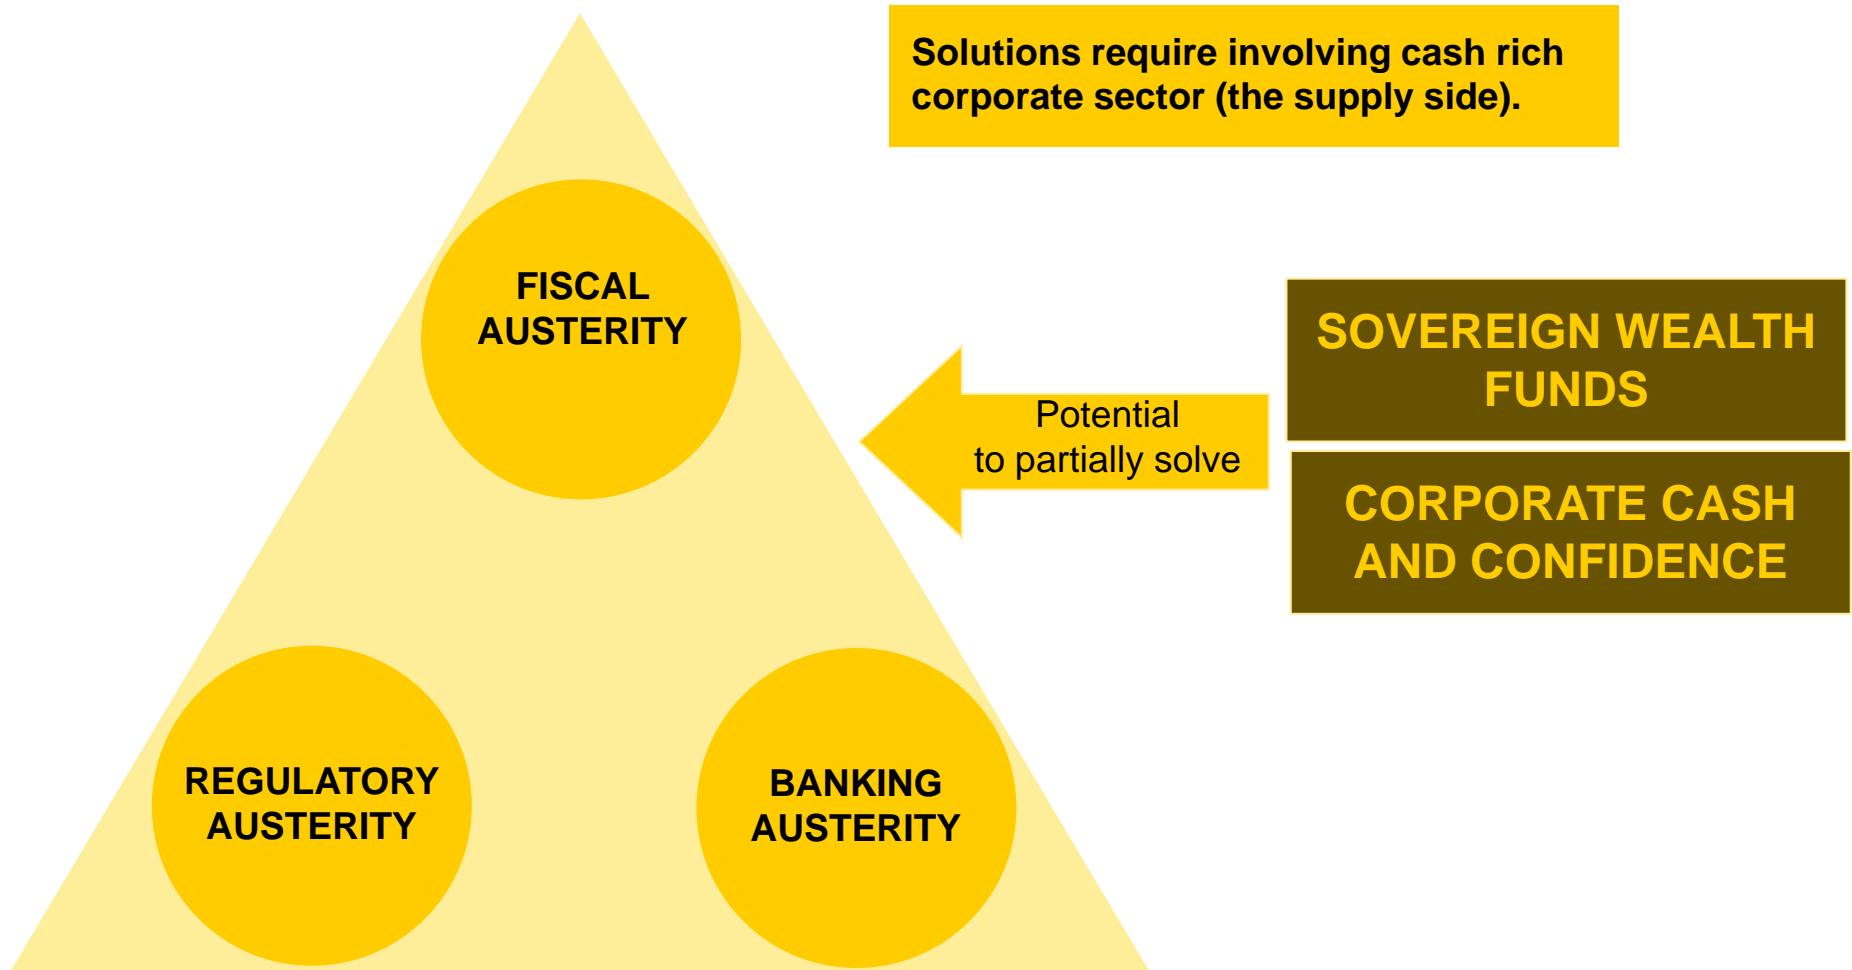 Solutions require involving cash rich
corporate sector (the supply side).
FISCAL
AUSTERITY
Potential
to partially solve
SOVEREIGN WEALTH
FUNDS
CORPORATE CASH
AND CONFIDENCE
REGULATORY
AUSTERITY
BANKING
AUSTERITY